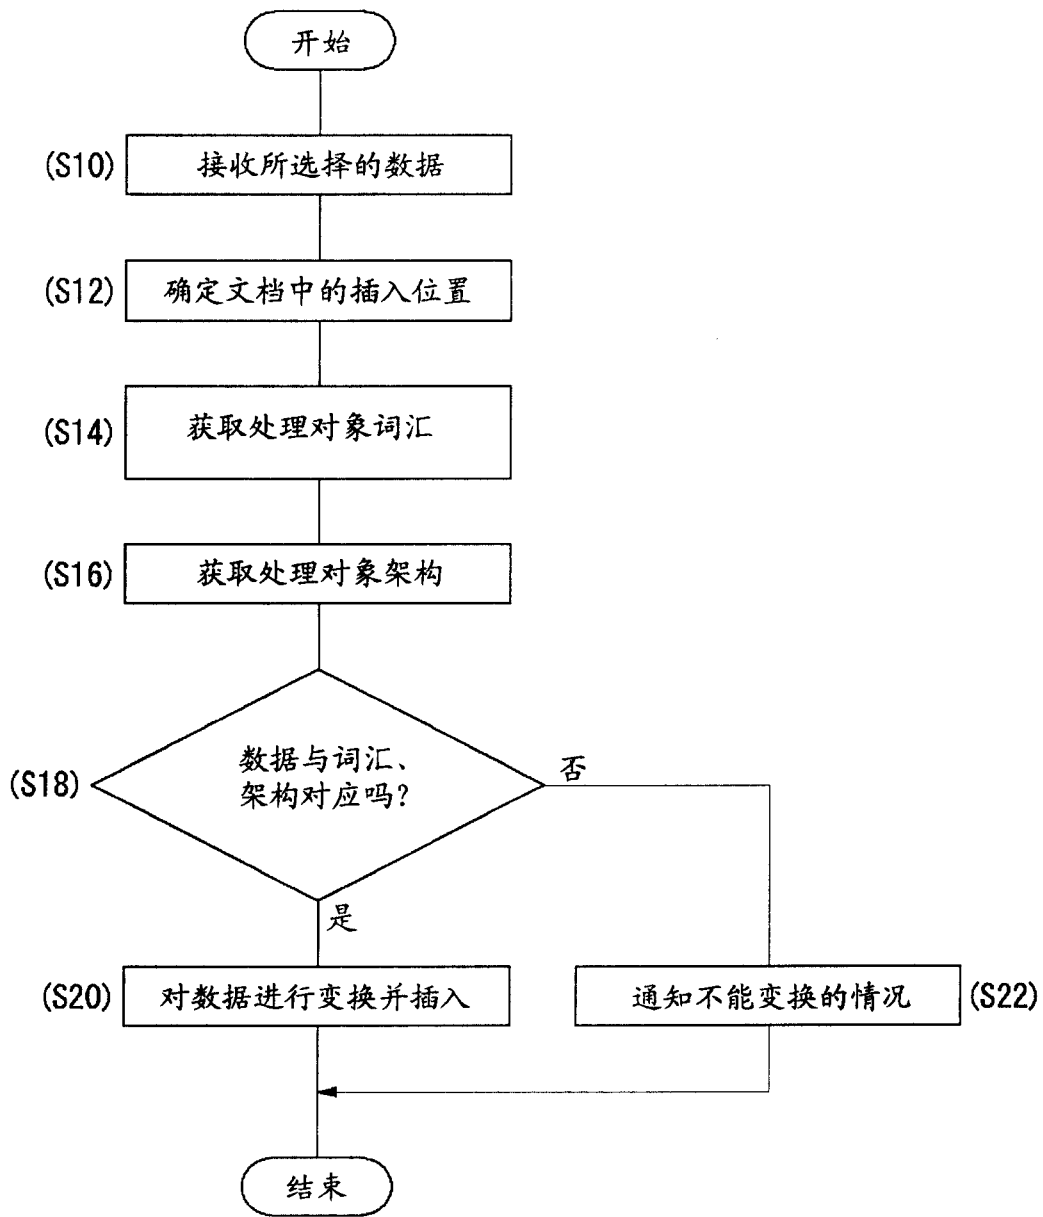 开始
(S10) 接收所选择的数据
(S12) 确定文档中的插入位置
(S14) 获取处理对象词汇
(S16) 获取处理对象架构
(S18) 数据与词汇、
架构对应吗?
否
是
(S20) 对数据进行变换并插入
通知不能变换的情况 (S22)
结束